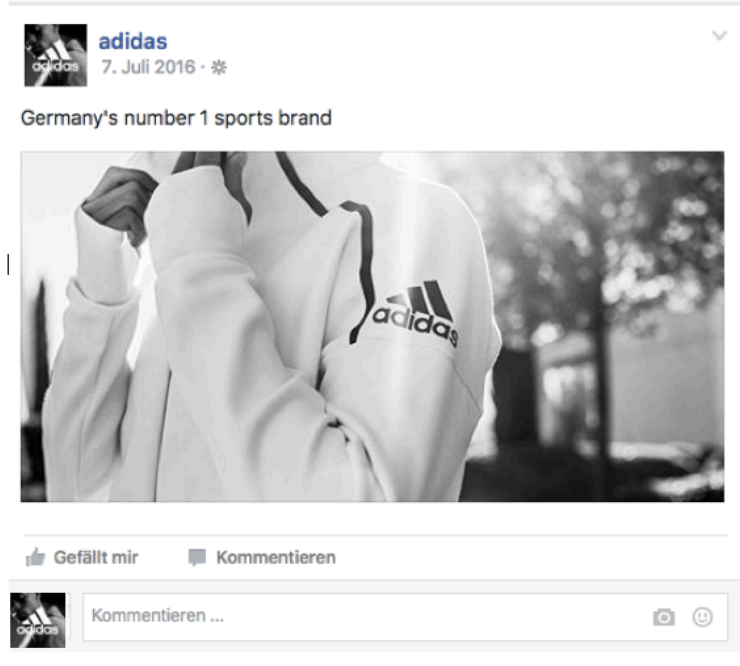 adidas
adidas
7. Juli 2016
Germany's number 1 sports brand
adidas
Gefällt mir
Kommentieren
adidas
Kommentieren ...